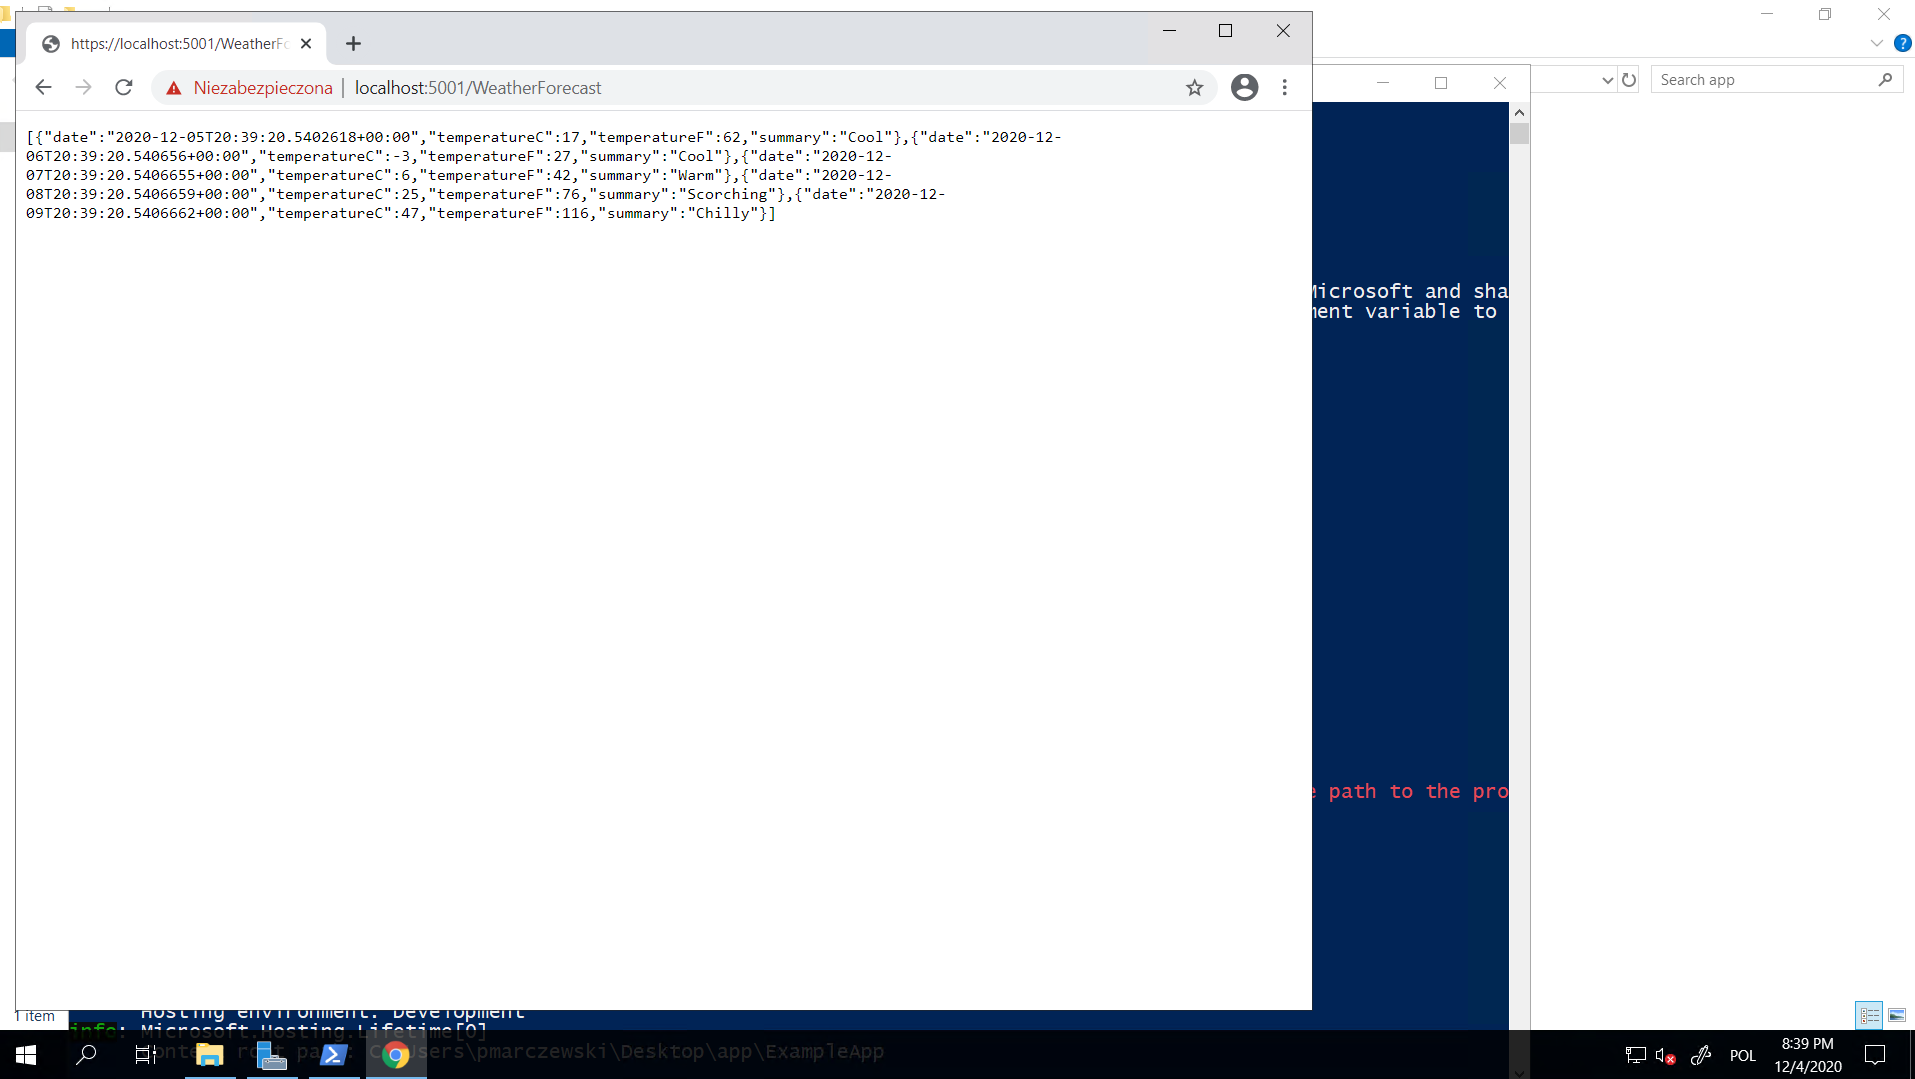 https://localhost:5001/WeatherF
Niezabezpieczona | localhost:5001/WeatherForecast
Search app
[{"date":"2020-12-05T20:39:20.5402618+00:00","temperatureC":17,"temperatureF":62,"summary":"Cool"},{"date":"2020-12-
06T20:39:20.540656+00:00","temperatureC":-3,"temperatureF":27,"summary":"Cool"},{"date":"2020-12-
07T20:39:20.5406655+00:00","temperatureC":6,"temperatureF":42,"summary":"Warm"},{"date":"2020-12-
08T20:39:20.5406659+00:00","temperatureC":25,"temperatureF":76,"summary":"Scorching"},{"date":"2020-12-
09T20:39:20.5406662+00:00","temperatureC":47,"temperatureF":116,"summary":"Chilly"}]
Microsoft and sha
ment variable to
e path to the pro
1 item
Hosting environment: Development
info: Microsoft.Hosting.Lifetime[0]
Content root path: C:\Users\pmarczewski\Desktop\app\ExampleApp
POL
8:39 PM
12/4/2020